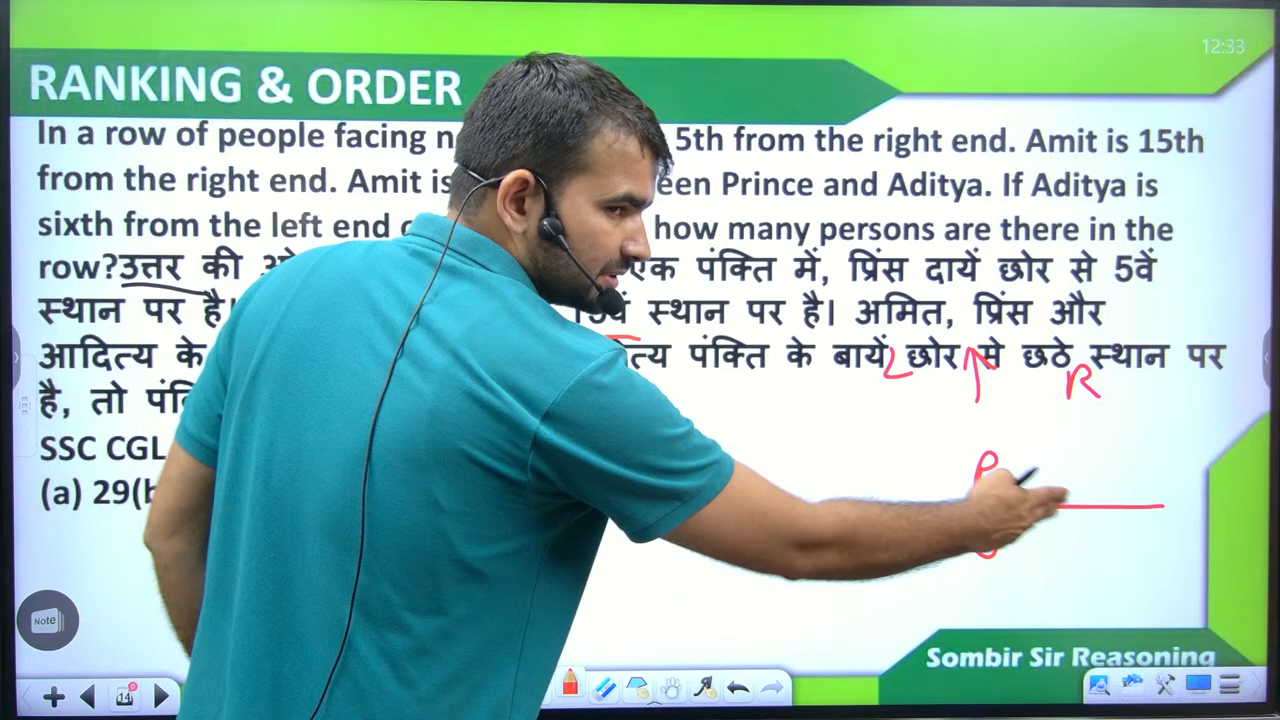 12:33
RANKING & ORDER
In a row of people facing 5th from the right end. Amit is 15th
from the right end. Amit is Prince and Aditya. If Aditya is
sixth from the left end how many persons are there in the
row?उत्तर की एक पंक्ति में, प्रिंस दायें छोर से 5वें
स्थान पर है। स्थान पर है। अमित, प्रिंस और
आदित्य के पंक्ति के बायें छोर से छठे स्थान पर
है, तो
L ↑ R
SSC CGL
(a) 29
P
Note
Sombir Sir Reasoning
14